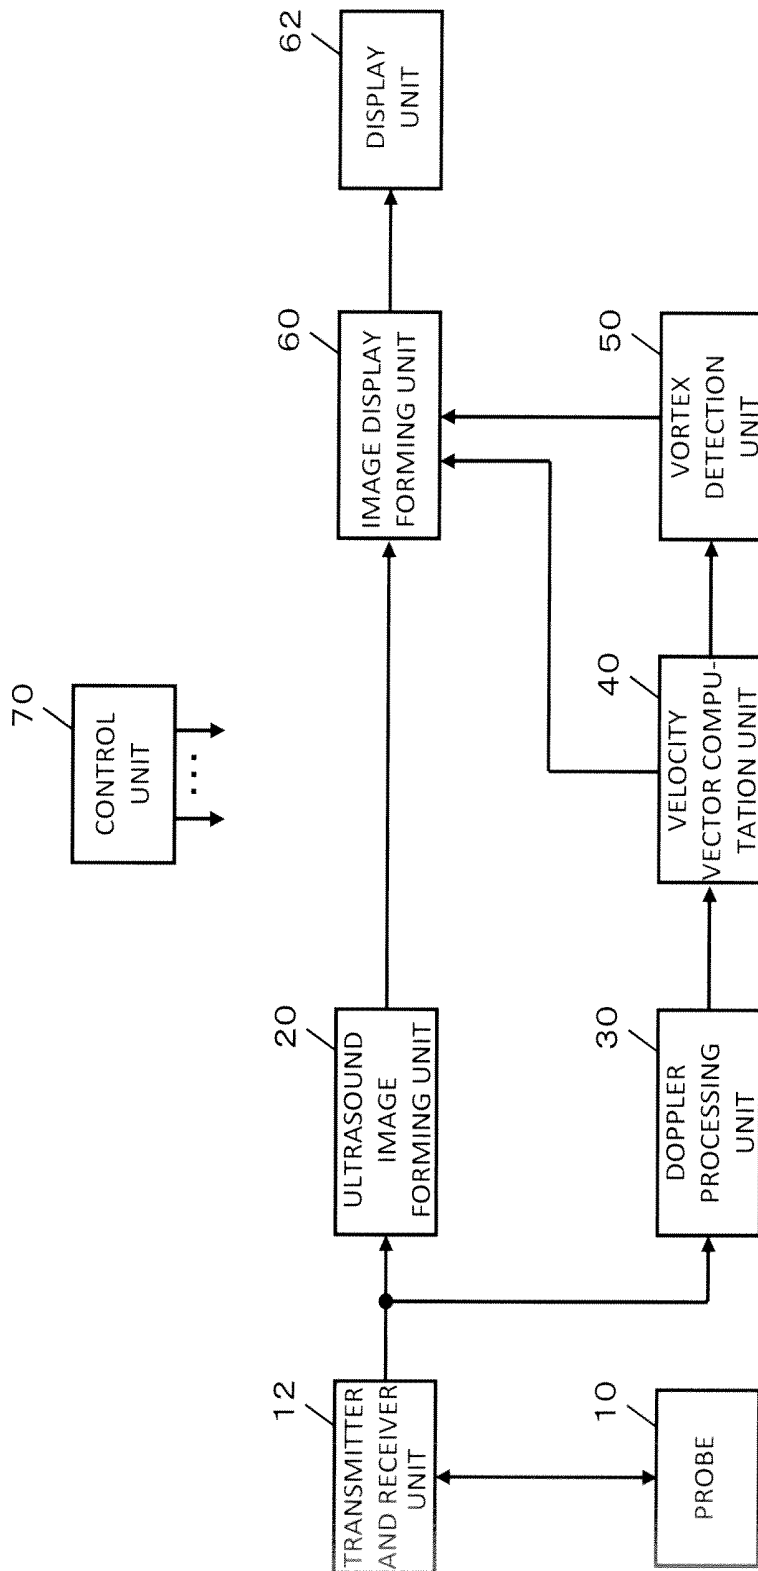 70
CONTROL
UNIT
12
TRANSMITTER
AND RECEIVER
UNIT
20
ULTRASOUND
IMAGE
FORMING UNIT
60
IMAGE DISPLAY
FORMING UNIT
62
DISPLAY
UNIT
10
PROBE
30
DOPPLER
PROCESSING
UNIT
40
VELOCITY
VECTOR COMPU-
TATION UNIT
50
VORTEX
DETECTION
UNIT